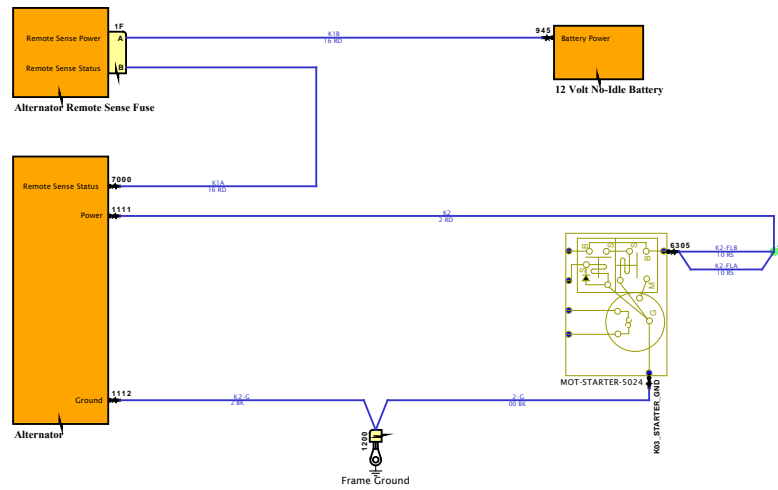 1F
Remote Sense Power
A
K1B
16 RD
945
Battery Power
Remote Sense Status
B
Alternator Remote Sense Fuse
12 Volt No-Idle Battery
7000
Remote Sense Status
K1A
16 RD
1111
Power
K2
2 RD
6305
K2-FLB
10 RS
K2-FLA
10 RS
B
S
S
B
S
M
G
MOT-STARTER-5024
K03_STARTER_GND
1112
Ground
K2-G
2 BK
2-G
00 BK
Alternator
1200
Frame Ground